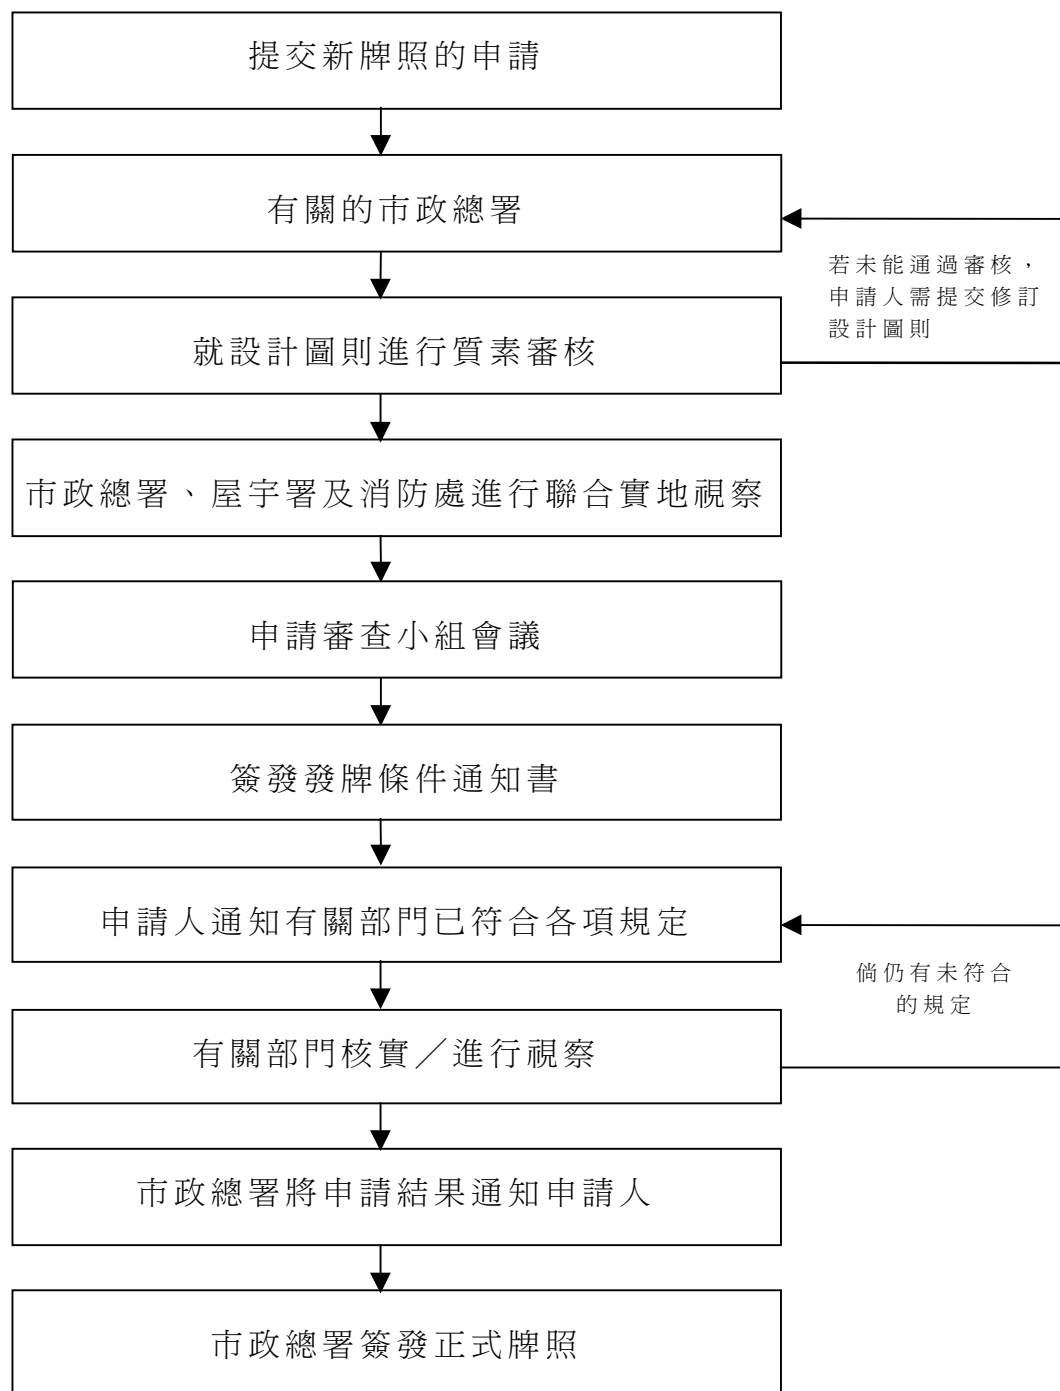 提交新牌照的申請
有關的市政總署
若未能通過審核，
申請人需提交修訂
設計圖則
就設計圖則進行質素審核
市政總署、屋宇署及消防處進行聯合實地視察
申請審查小組會議
簽發發牌條件通知書
申請人通知有關部門已符合各項規定
倘仍有未符合
的規定
有關部門核實／進行視察
市政總署將申請結果通知申請人
市政總署簽發正式牌照